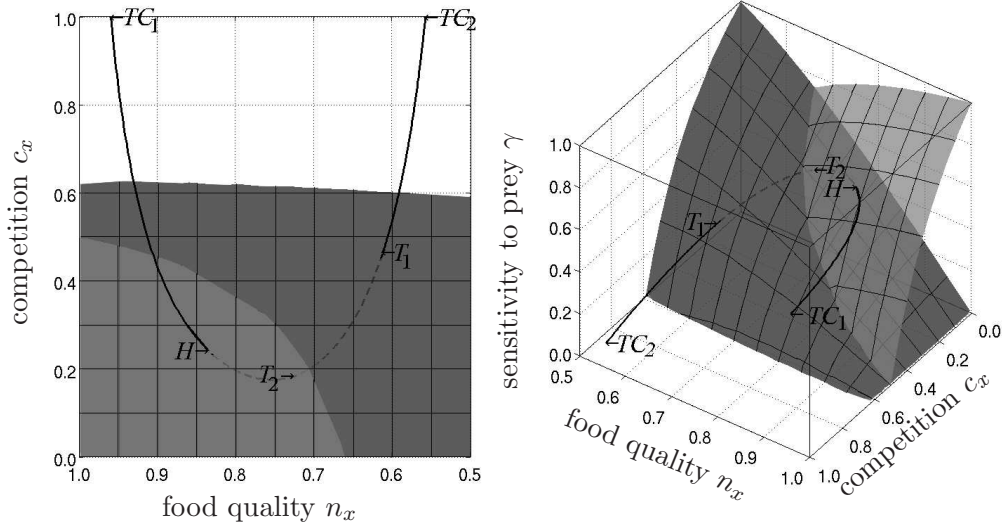 1.0
TC₁
TC₂
0.8
0.6
T₁
0.4
H
0.2
T₂
0.0
1.0 0.9 0.8 0.7 0.6 0.5
food quality nₓ
competition cₓ
1.0
0.8
0.6
0.4
0.2
0.0
sensitivity to prey γ
T₂
H
T₁
TC₁
TC₂
0.5 0.6 0.7 0.8 0.9 1.0
food quality nₓ
0.0
0.2
0.4
0.6
0.8
1.0
competition cₓ